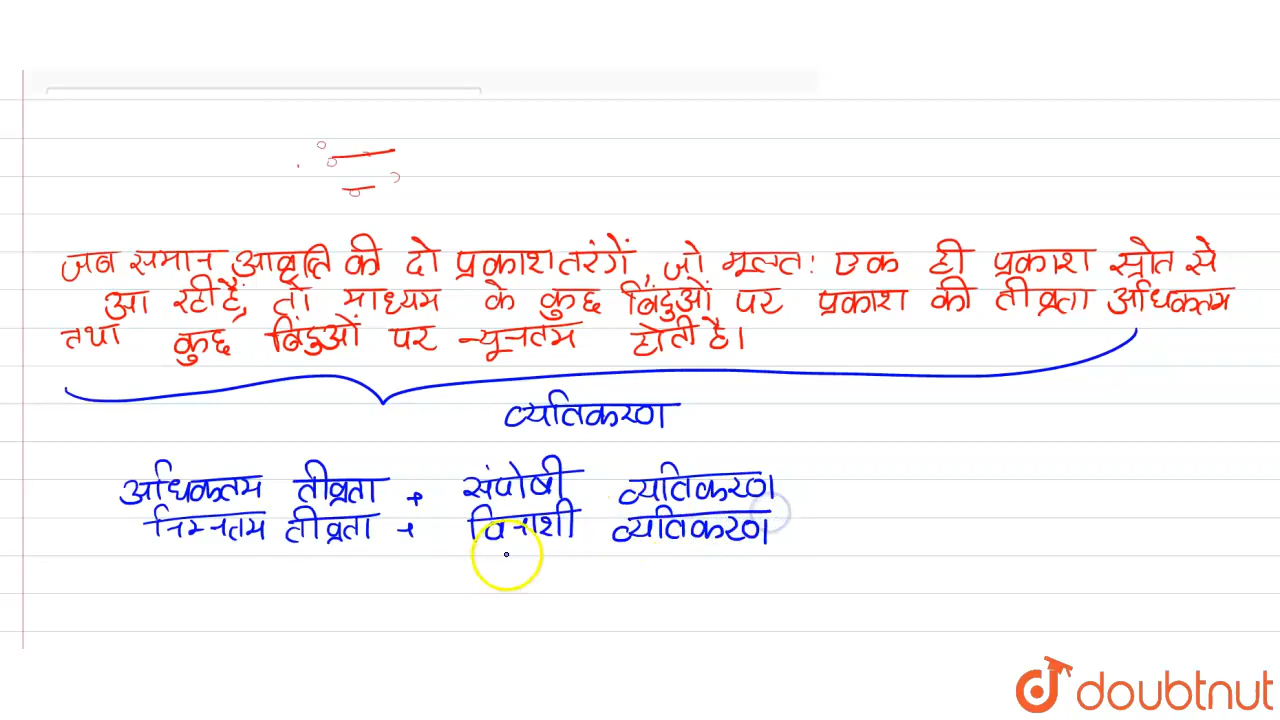 जब समान आवृति की दो प्रकाश तरंगें, जो मूलतः एक ही प्रकाश स्रोत से
आ रही हैं, तो माध्यम के कुछ बिंदुओं पर प्रकाश की तीव्रता अधिकतम
तथा कुछ बिंदुओं पर न्यूनतम होती है।
व्यतिकरण
अधिकतम तीव्रता → संपोषी व्यतिकरण
निम्नतम तीव्रता → विनाशी व्यतिकरण
doubtnut